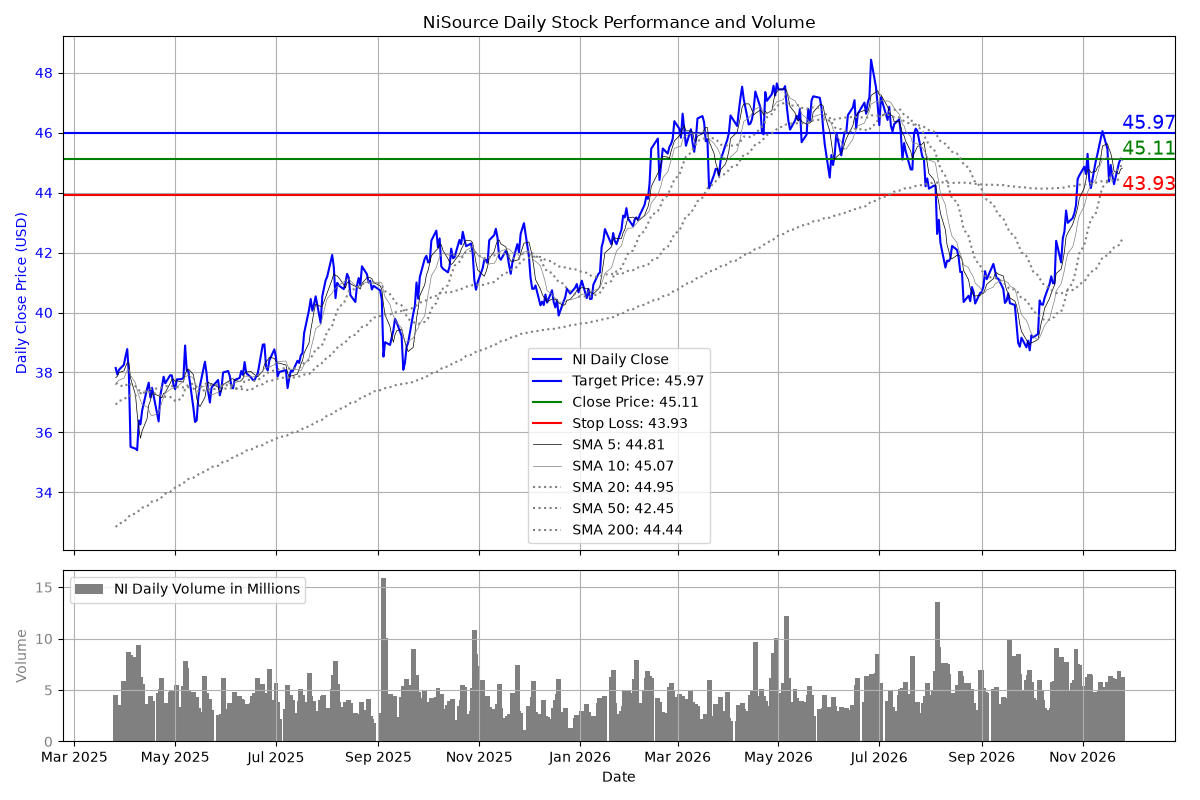 NiSource Daily Stock Performance and Volume
Daily Close Price (USD)
48
46
44
42
40
38
36
34
45.97
45.11
43.93
NI Daily Close
Target Price: 45.97
Close Price: 45.11
Stop Loss: 43.93
SMA 5: 44.81
SMA 10: 45.07
SMA 20: 44.95
SMA 50: 42.45
SMA 200: 44.44
Volume
15
10
5
0
NI Daily Volume in Millions
Mar 2025
May 2025
Jul 2025
Sep 2025
Nov 2025
Jan 2026
Mar 2026
May 2026
Jul 2026
Sep 2026
Nov 2026
Date